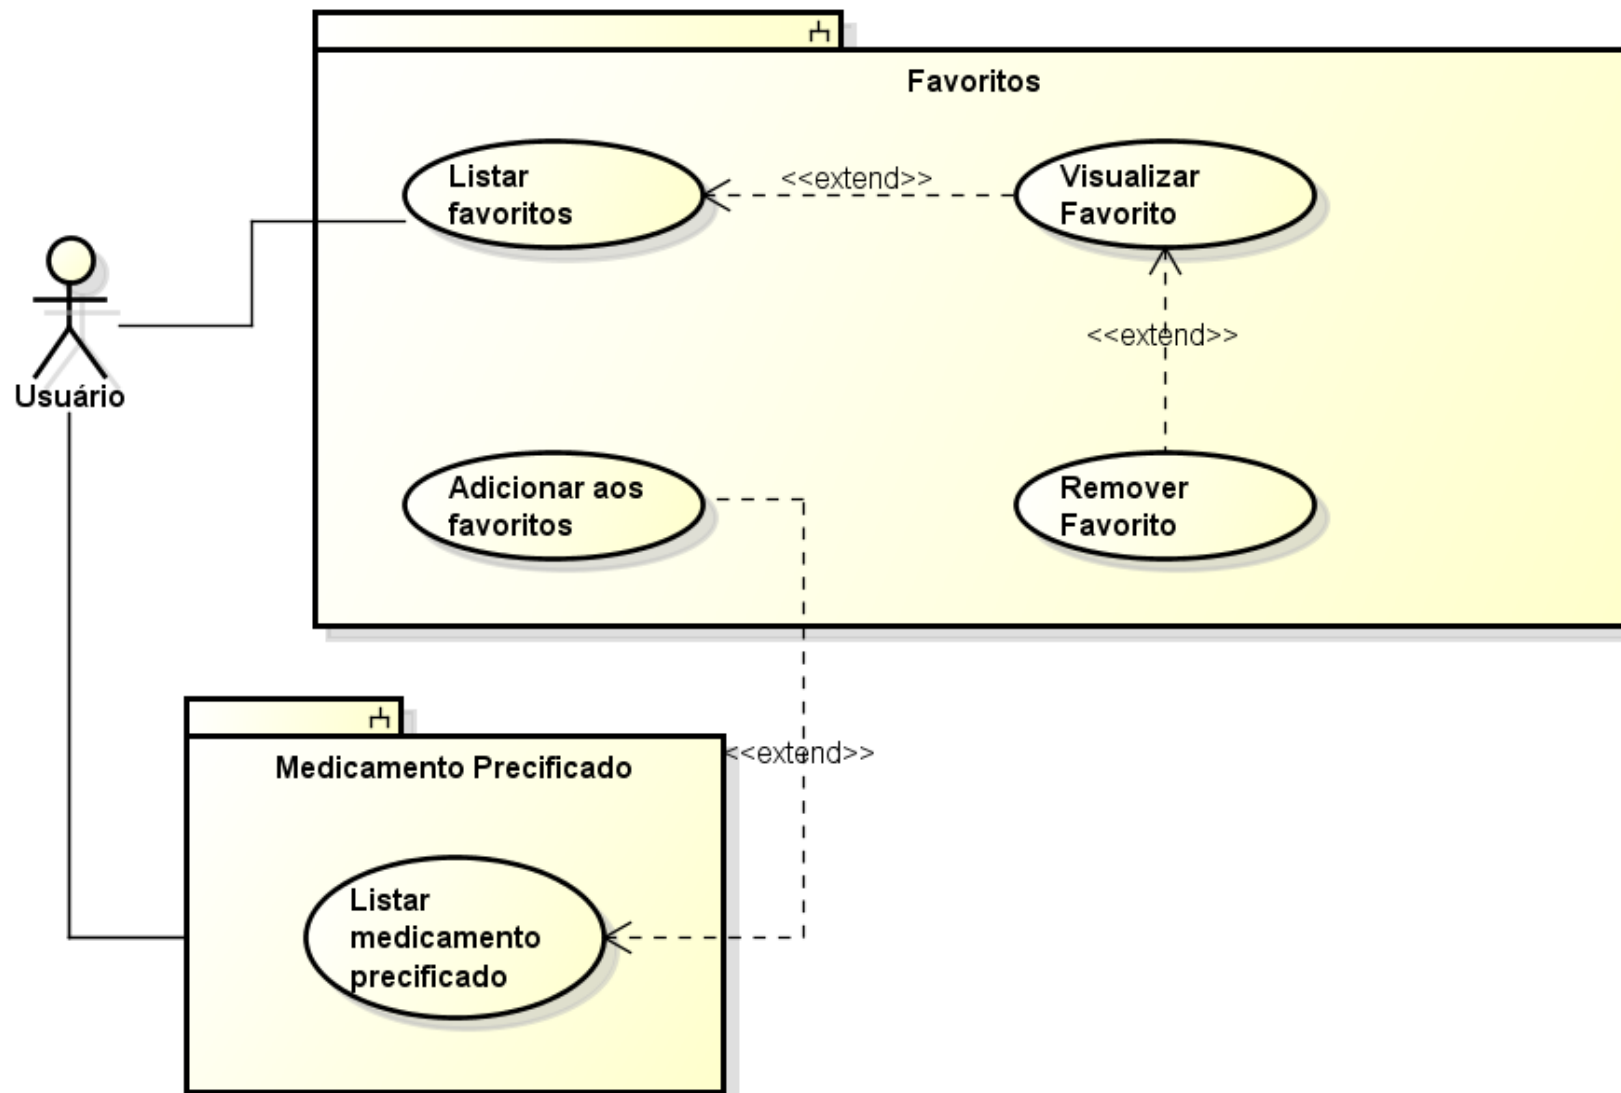 Favoritos
Listar
favoritos
<<extend>>
Visualizar
Favorito
<<extend>>
Usuário
Adicionar aos
favoritos
Remover
Favorito
<<extend>>
Medicamento Precificado
Listar
medicamento
precificado